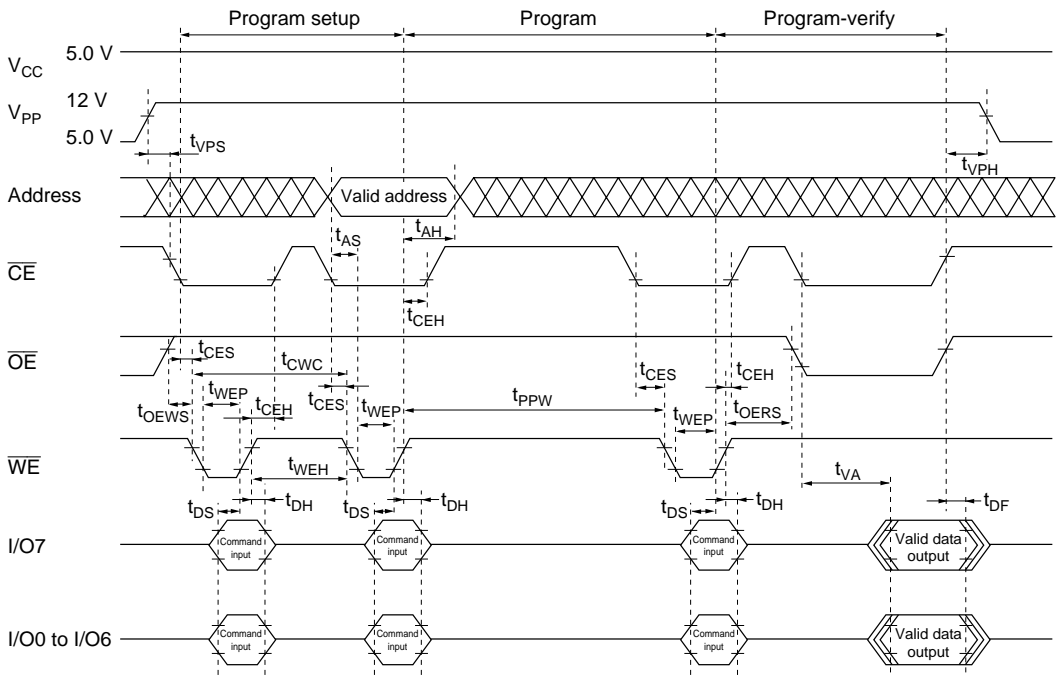 Program setup Program Program-verify
VCC 5.0 V
VPP 12 V
5.0 V
tVPS tVPH
Address Valid address
tAS tAH
CE
tCEH
OE
tCES tCWC tCES tCEH
tOEWS tWEP tCEH tCES tWEP tPPW tWEP tOERS
WE
tWEH tVA
tDS tDH tDS tDH tDS tDH tDF
I/O7 Command input Command input Command input Valid data output
I/O0 to I/O6 Command input Command input Command input Valid data output